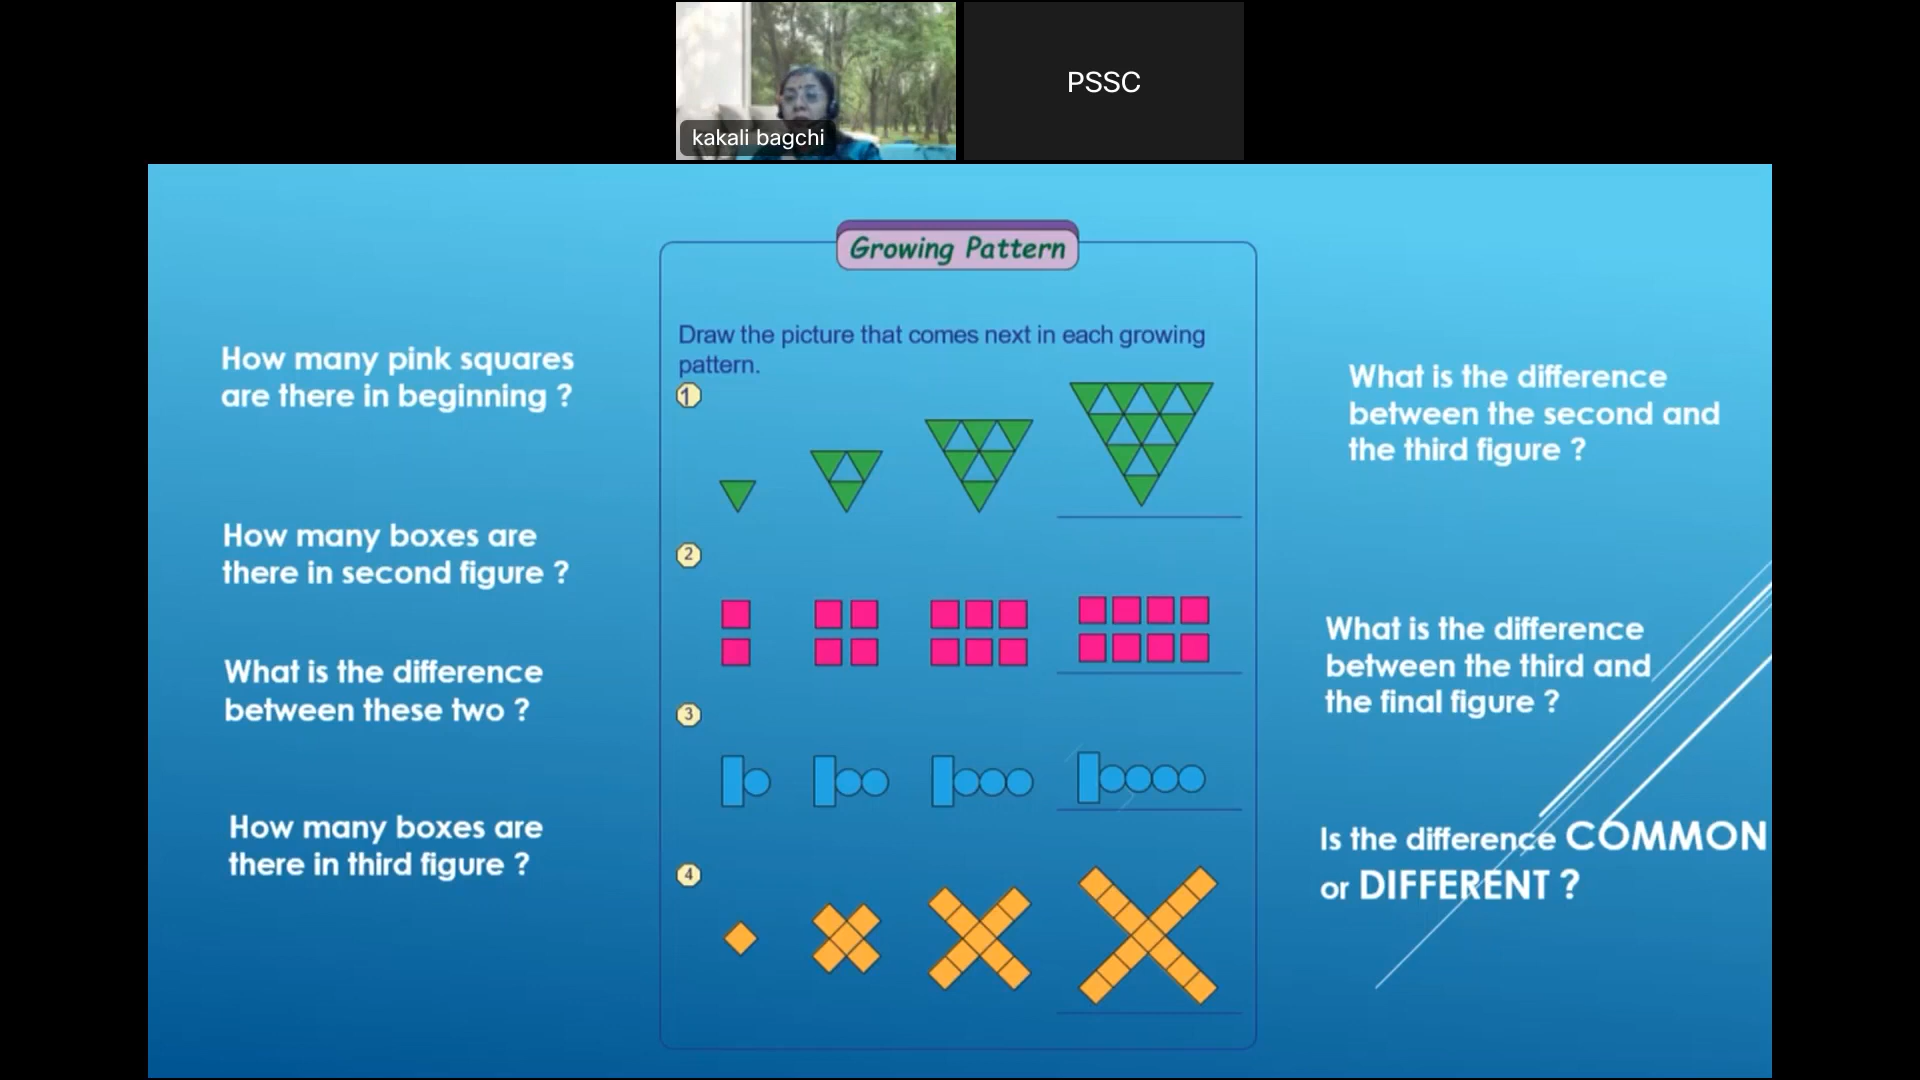 kakali bagchi
PSSC
Growing Pattern
Draw the picture that comes next in each growing
pattern.
1
2
3
4
How many pink squares
are there in beginning ?
How many boxes are
there in second figure ?
What is the difference
between these two ?
How many boxes are
there in third figure ?
What is the difference
between the second and
the third figure ?
What is the difference
between the third and
the final figure ?
Is the difference COMMON
or DIFFERENT ?